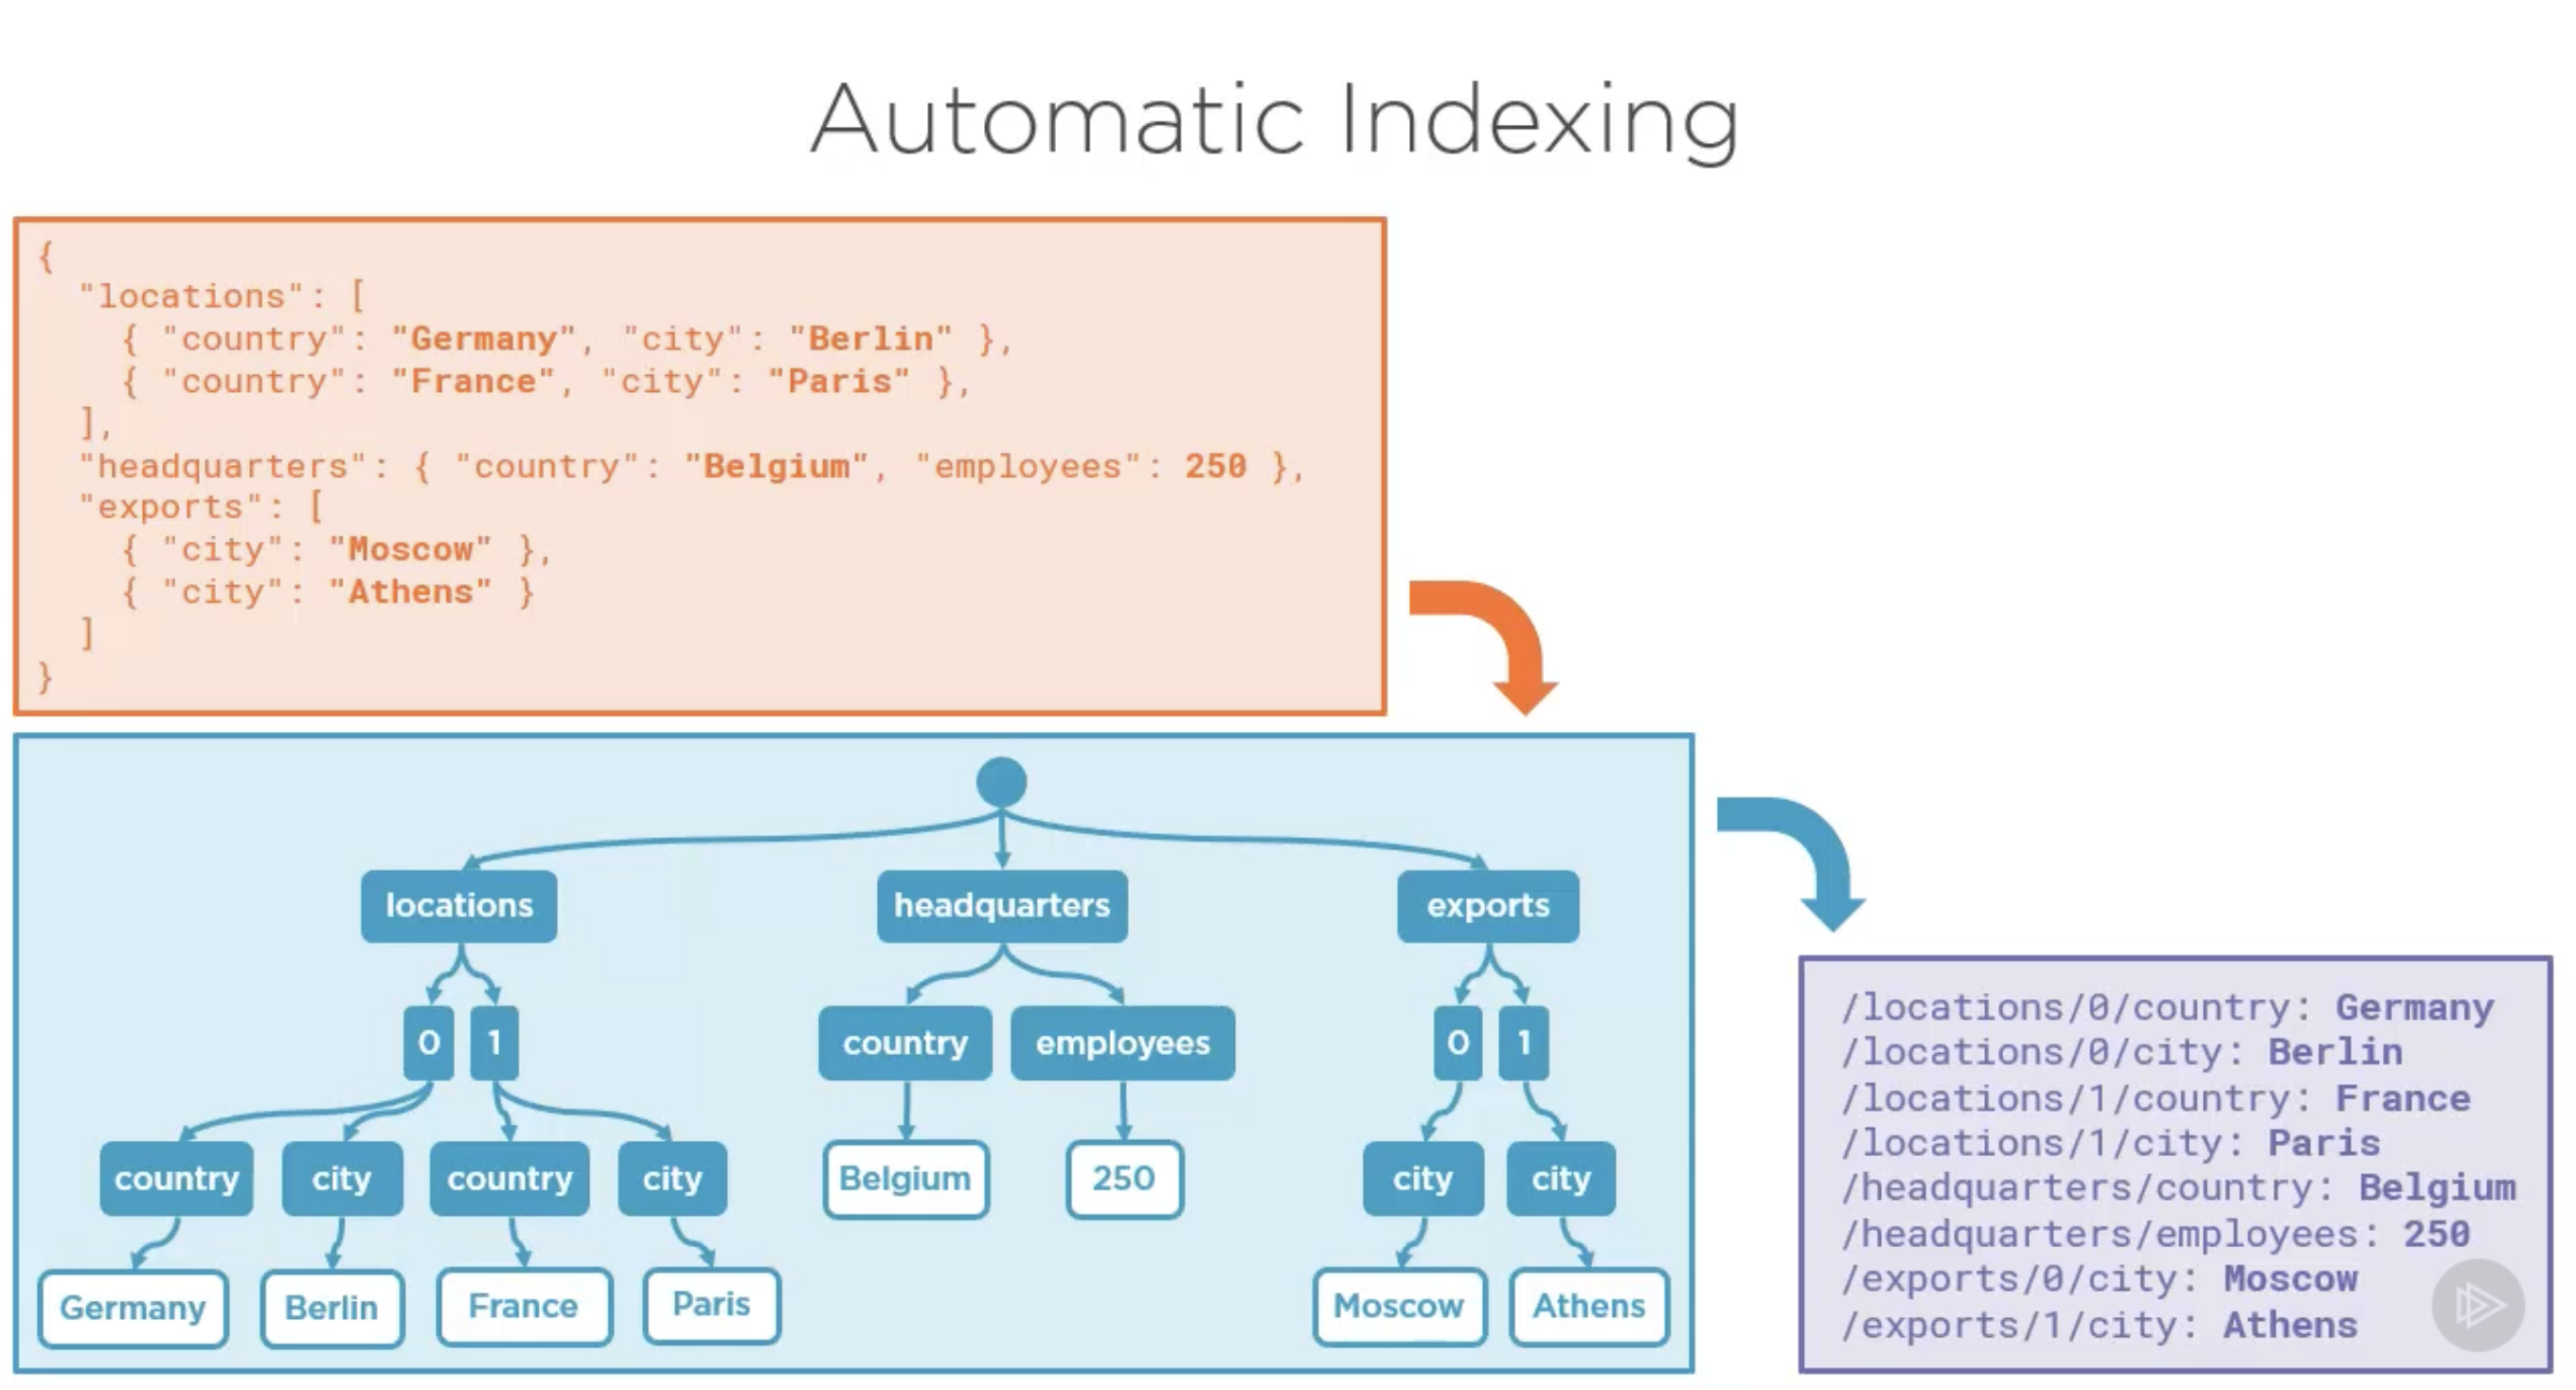 Automatic Indexing
{
"locations": [
{ "country": "Germany", "city": "Berlin" },
{ "country": "France", "city": "Paris" },
],
"headquarters": { "country": "Belgium", "employees": 250 },
"exports": [
{ "city": "Moscow" },
{ "city": "Athens" }
]
}
locations headquarters exports
0 1 country employees 0 1
country city country city Belgium 250 city city
Germany Berlin France Paris Moscow Athens
/locations/0/country: Germany
/locations/0/city: Berlin
/locations/1/country: France
/locations/1/city: Paris
/headquarters/country: Belgium
/headquarters/employees: 250
/exports/0/city: Moscow
/exports/1/city: Athens